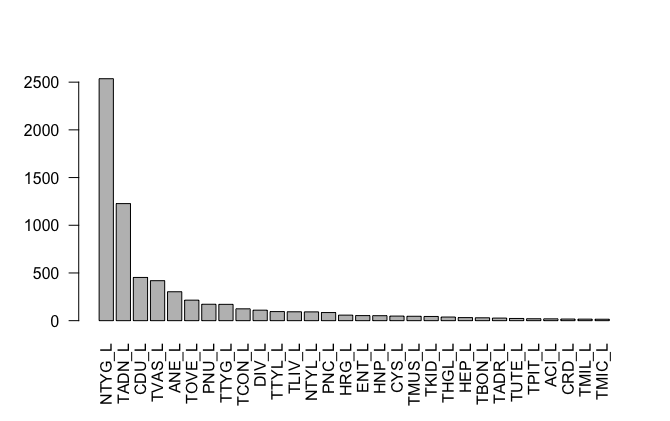 2500
2000
1500
1000
500
0
NTYG_L
TADN_L
CDU_L
TVAS_L
ANE_L
TOVE_L
PNU_L
TTYG_L
TCON_L
DIV_L
TTYL_L
TLIV_L
NTYL_L
PNC_L
HRG_L
ENT_L
HNP_L
CYS_L
TMUS_L
TKID_L
THGL_L
HEP_L
TBON_L
TADR_L
TUTE_L
TPIT_L
ACI_L
CRD_L
TMIL_L
TMIC_L